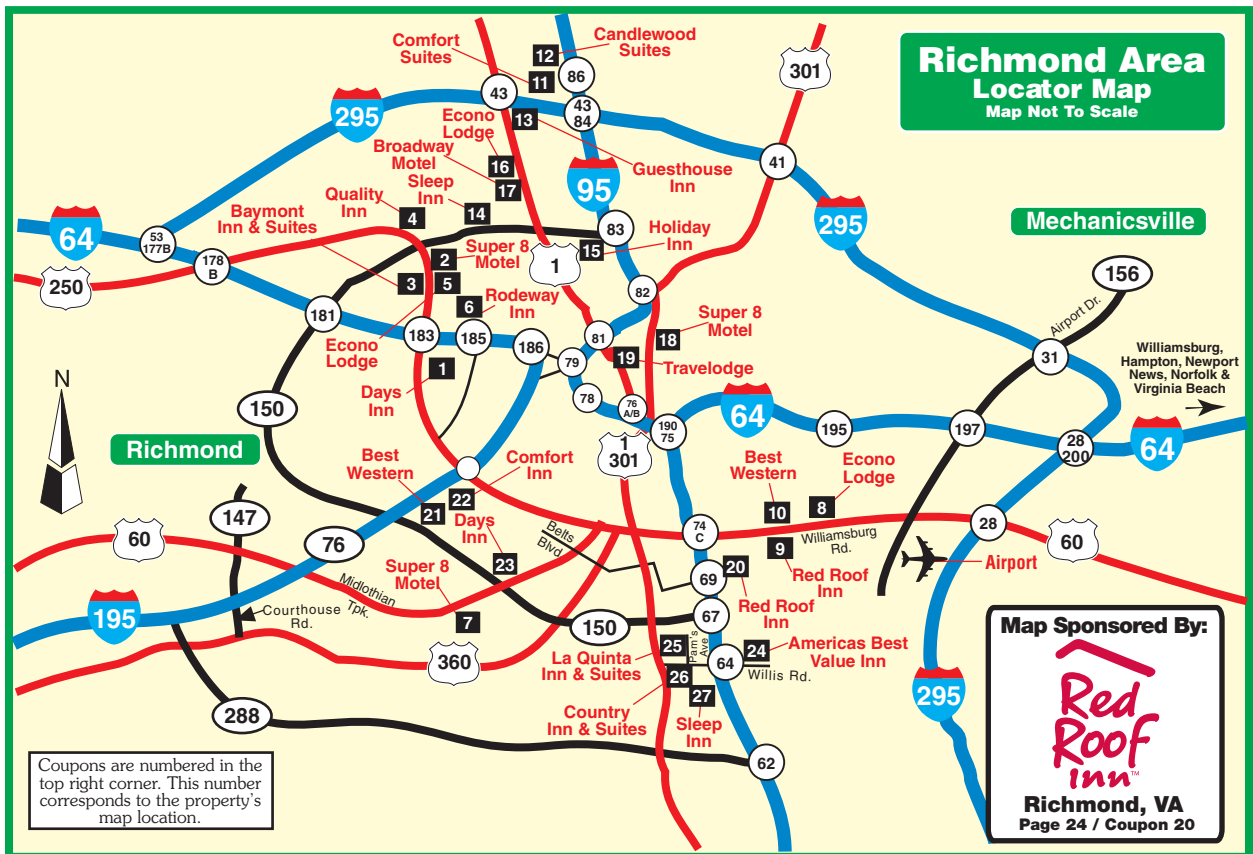 Richmond Area
Locator Map
Map Not To Scale
Comfort
Suites
12
Candlewood
Suites
11
86
301
295
43
43
84
Econo
Lodge
13
Broadway
Motel
16
Guesthouse
Inn
41
Sleep
Inn
17
95
Quality
Inn
4
14
Baymont
Inn & Suites
64
53
177B
83
Holiday
Inn
15
295
Mechanicsville
178
B
2
Super 8
Motel
1
250
3
5
82
156
6
Rodeway
Inn
Airport Dr.
181
183
185
186
81
Super 8
Motel
18
31
Econo
Lodge
79
19
Travelodge
Williamsburg,
Hampton, Newport
News, Norfolk &
Virginia Beach
1
Days
Inn
N
150
78
76
A/B
64
190
75
195
197
28
200
64
Richmond
1
301
Best
Western
Comfort
Inn
Best
Western
Econo
Lodge
22
21
10
8
147
Days
Inn
Belts
Blvd
74
C
Williamsburg
Rd.
28
60
76
60
23
9
Red Roof
Inn
Airport
Super 8
Motel
69
20
Midlothian
Tpk.
Red Roof
Inn
195
Courthouse
Rd.
7
150
67
Map Sponsored By:
Red
Roof
Inn™
Richmond, VA
Page 24 / Coupon 20
360
La Quinta
Inn & Suites
25
Pam's
Ave
24
Americas Best
Value Inn
64
Willis Rd.
26
27
295
288
Country
Inn & Suites
Sleep
Inn
62
Coupons are numbered in the
top right corner. This number
corresponds to the property's
map location.